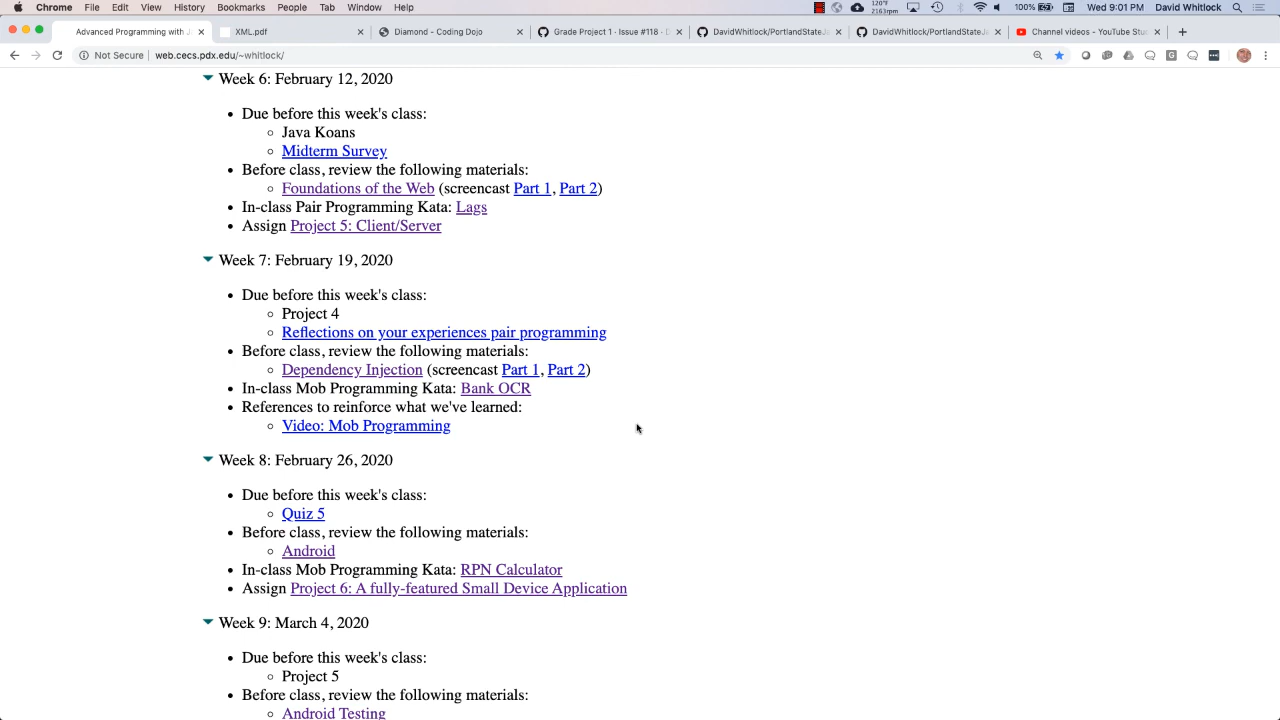 Chrome File Edit View History Bookmarks People Tab Window Help 120°F 2163rpm 100% Wed 9:01 PM David Whitlock
Advanced Programming with J XML.pdf Diamond - Coding Dojo Grade Project 1 · Issue #118 · D DavidWhitlock/PortlandStateJa DavidWhitlock/PortlandStateJa Channel videos - YouTube Stu
Not Secure web.cecs.pdx.edu/~whitlock/
Week 6: February 12, 2020
• Due before this week's class:
Java Koans
Midterm Survey
• Before class, review the following materials:
Foundations of the Web (screencast Part 1, Part 2)
• In-class Pair Programming Kata: Lags
• Assign Project 5: Client/Server
Week 7: February 19, 2020
• Due before this week's class:
Project 4
Reflections on your experiences pair programming
• Before class, review the following materials:
Dependency Injection (screencast Part 1, Part 2)
• In-class Mob Programming Kata: Bank OCR
• References to reinforce what we've learned:
Video: Mob Programming
Week 8: February 26, 2020
• Due before this week's class:
Quiz 5
• Before class, review the following materials:
Android
• In-class Mob Programming Kata: RPN Calculator
• Assign Project 6: A fully-featured Small Device Application
Week 9: March 4, 2020
• Due before this week's class:
Project 5
• Before class, review the following materials:
Android Testing